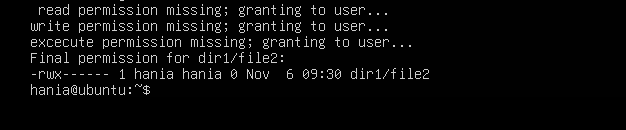 read permission missing; granting to user...
write permission missing; granting to user...
excecute permission missing; granting to user...
Final permission for dir1/file2:
-rwx------ 1 hania hania 0 Nov  6 09:30 dir1/file2
hania@ubuntu:~$